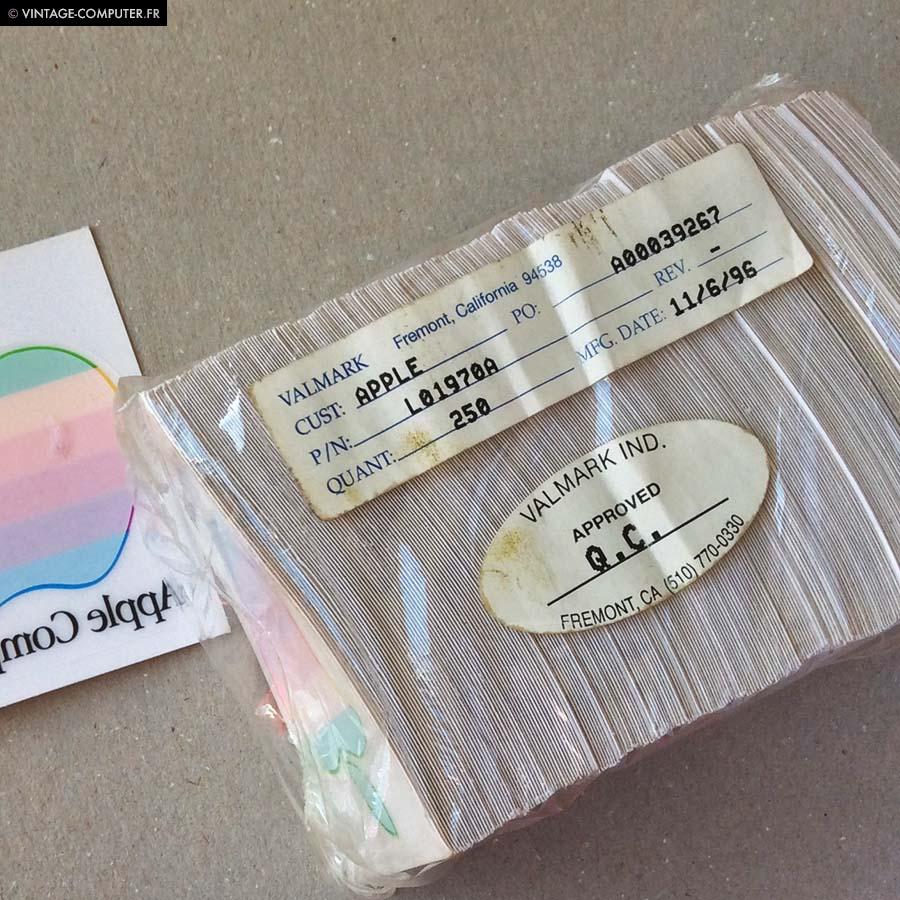 © VINTAGE-COMPUTER.FR
VALMARK Fremont, California 94538
CUST: APPLE PO: A00039267
P/N: L01970A REV. -
QUANT: 250 MFG. DATE: 11/6/96
VALMARK IND.
APPROVED
Q.C.
FREMONT, CA (510) 770-0330
Apple Comp